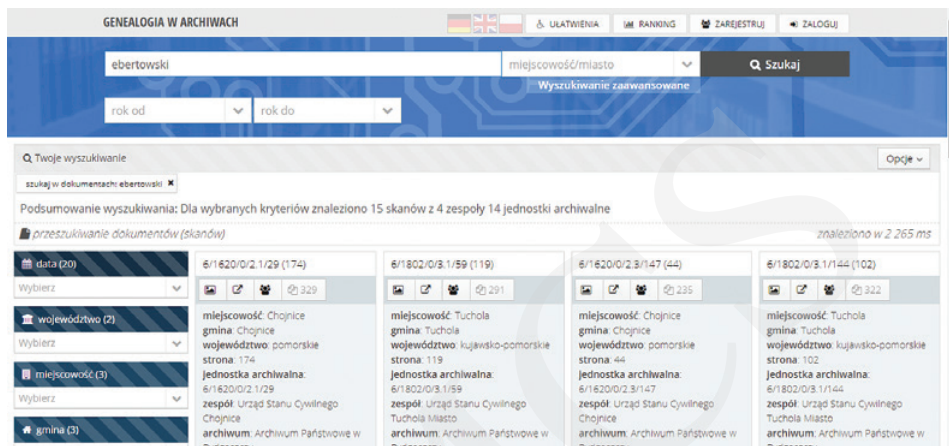 GENEALOGIA W ARCHIWACH
UŁATWIENIA
RANKING
ZAREJESTRUJ
ZALOGUJ
ebertowski
miejscowość/miasto
Szukaj
Wyszukiwanie zaawansowane
rok od
rok do
Twoje wyszukiwanie
Opcje
szukaj w dokumentach: ebertowski ✖
Podsumowanie wyszukiwania: Dla wybranych kryteriów znaleziono 15 skanów z 4 zespoły 14 jednostki archiwalne
przeszukiwanie dokumentów (skanów)
znaleziono w 2 265 ms
data (20)
Wybierz
województwo (2)
Wybierz
miejscowość (3)
Wybierz
gmina (3)
6/1620/0/2.1/29 (174)
329
miejscowość: Chojnice
gmina: Chojnice
województwo: pomorskie
strona: 174
jednostka archiwalna:
6/1620/0/2.1/29
zespół: Urząd Stanu Cywilnego
Chojnice
archiwum: Archiwum Państwowe w
6/1802/0/3.1/59 (119)
291
miejscowość: Tuchola
gmina: Tuchola
województwo: kujawsko-pomorskie
strona: 119
jednostka archiwalna:
6/1802/0/3.1/59
zespół: Urząd Stanu Cywilnego
Tuchola Miasto
archiwum: Archiwum Państwowe w
6/1620/0/2.3/147 (44)
235
miejscowość: Chojnice
gmina: Chojnice
województwo: pomorskie
strona: 44
jednostka archiwalna:
6/1620/0/2.3/147
zespół: Urząd Stanu Cywilnego
Chojnice
archiwum: Archiwum Państwowe w
6/1802/0/3.1/144 (102)
322
miejscowość: Tuchola
gmina: Tuchola
województwo: kujawsko-pomorskie
strona: 102
jednostka archiwalna:
6/1802/0/3.1/144
zespół: Urząd Stanu Cywilnego
Tuchola Miasto
archiwum: Archiwum Państwowe w